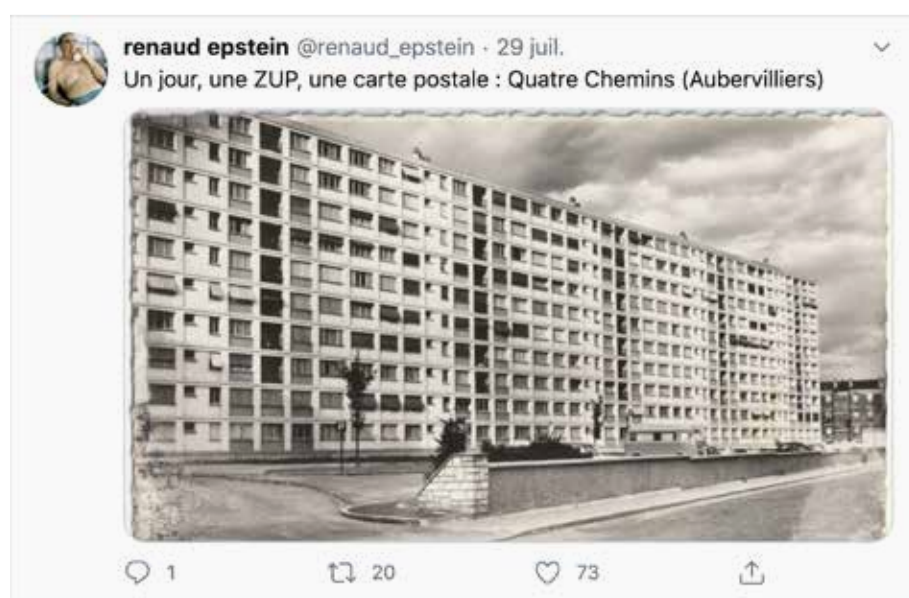 renaud epstein @renaud_epstein · 29 juil.
Un jour, une ZUP, une carte postale : Quatre Chemins (Aubervilliers)
1 20 73